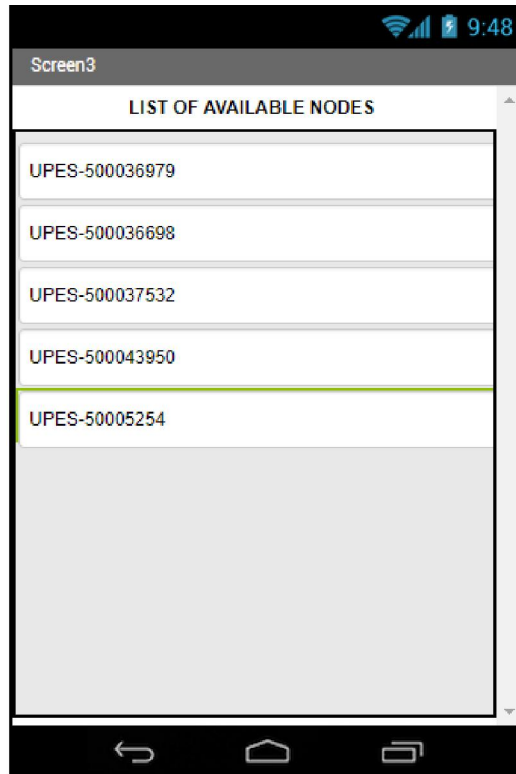 9:48
Screen3
LIST OF AVAILABLE NODES
UPES-500036979
UPES-500036698
UPES-500037532
UPES-500043950
UPES-50005254